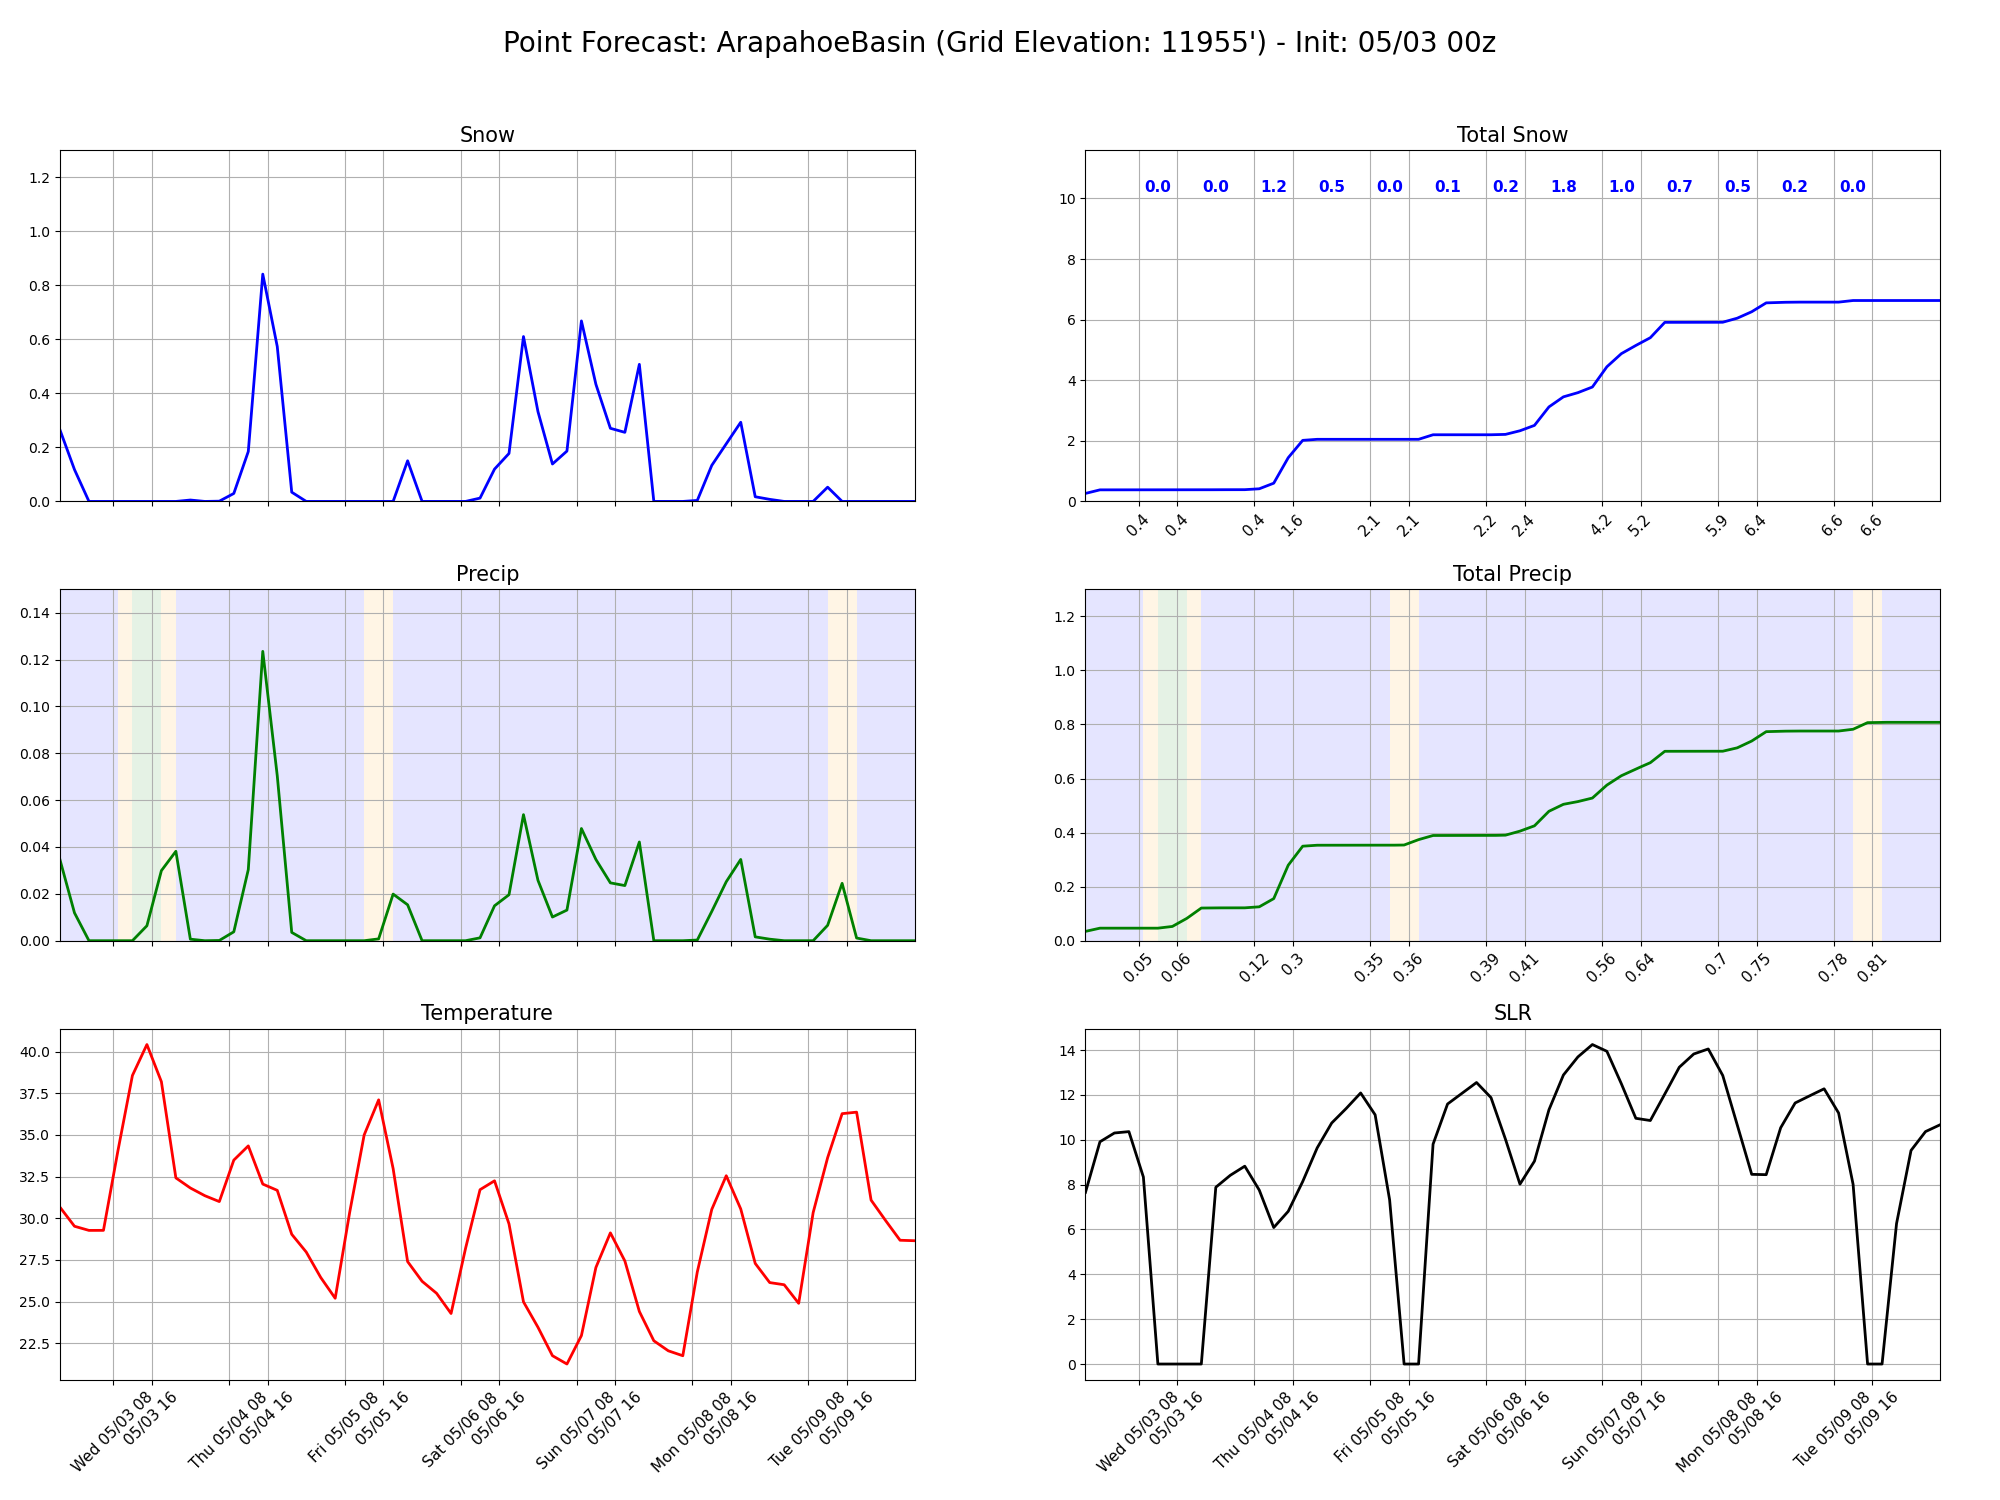 Point Forecast: ArapahoeBasin (Grid Elevation: 11955') - Init: 05/03 00z
Snow
1.2
1.0
0.8
0.6
0.4
0.2
0.0
Total Snow
0.0 0.0 1.2 0.5 0.0 0.1 0.2 1.8 1.0 0.7 0.5 0.2 0.0
10
8
6
4
2
0
0.4 0.4 0.4 1.6 2.1 2.1 2.2 2.4 4.2 5.2 5.9 6.4 6.6 6.6
Precip
0.14
0.12
0.10
0.08
0.06
0.04
0.02
0.00
Total Precip
1.2
1.0
0.8
0.6
0.4
0.2
0.0
0.05 0.06 0.12 0.3 0.35 0.36 0.39 0.41 0.56 0.64 0.7 0.75 0.78 0.81
Temperature
40.0
37.5
35.0
32.5
30.0
27.5
25.0
22.5
Wed 05/03 08
05/03 16
Thu 05/04 08
05/04 16
Fri 05/05 08
05/05 16
Sat 05/06 08
05/06 16
Sun 05/07 08
05/07 16
Mon 05/08 08
05/08 16
Tue 05/09 08
05/09 16
SLR
14
12
10
8
6
4
2
0
Wed 05/03 08
05/03 16
Thu 05/04 08
05/04 16
Fri 05/05 08
05/05 16
Sat 05/06 08
05/06 16
Sun 05/07 08
05/07 16
Mon 05/08 08
05/08 16
Tue 05/09 08
05/09 16